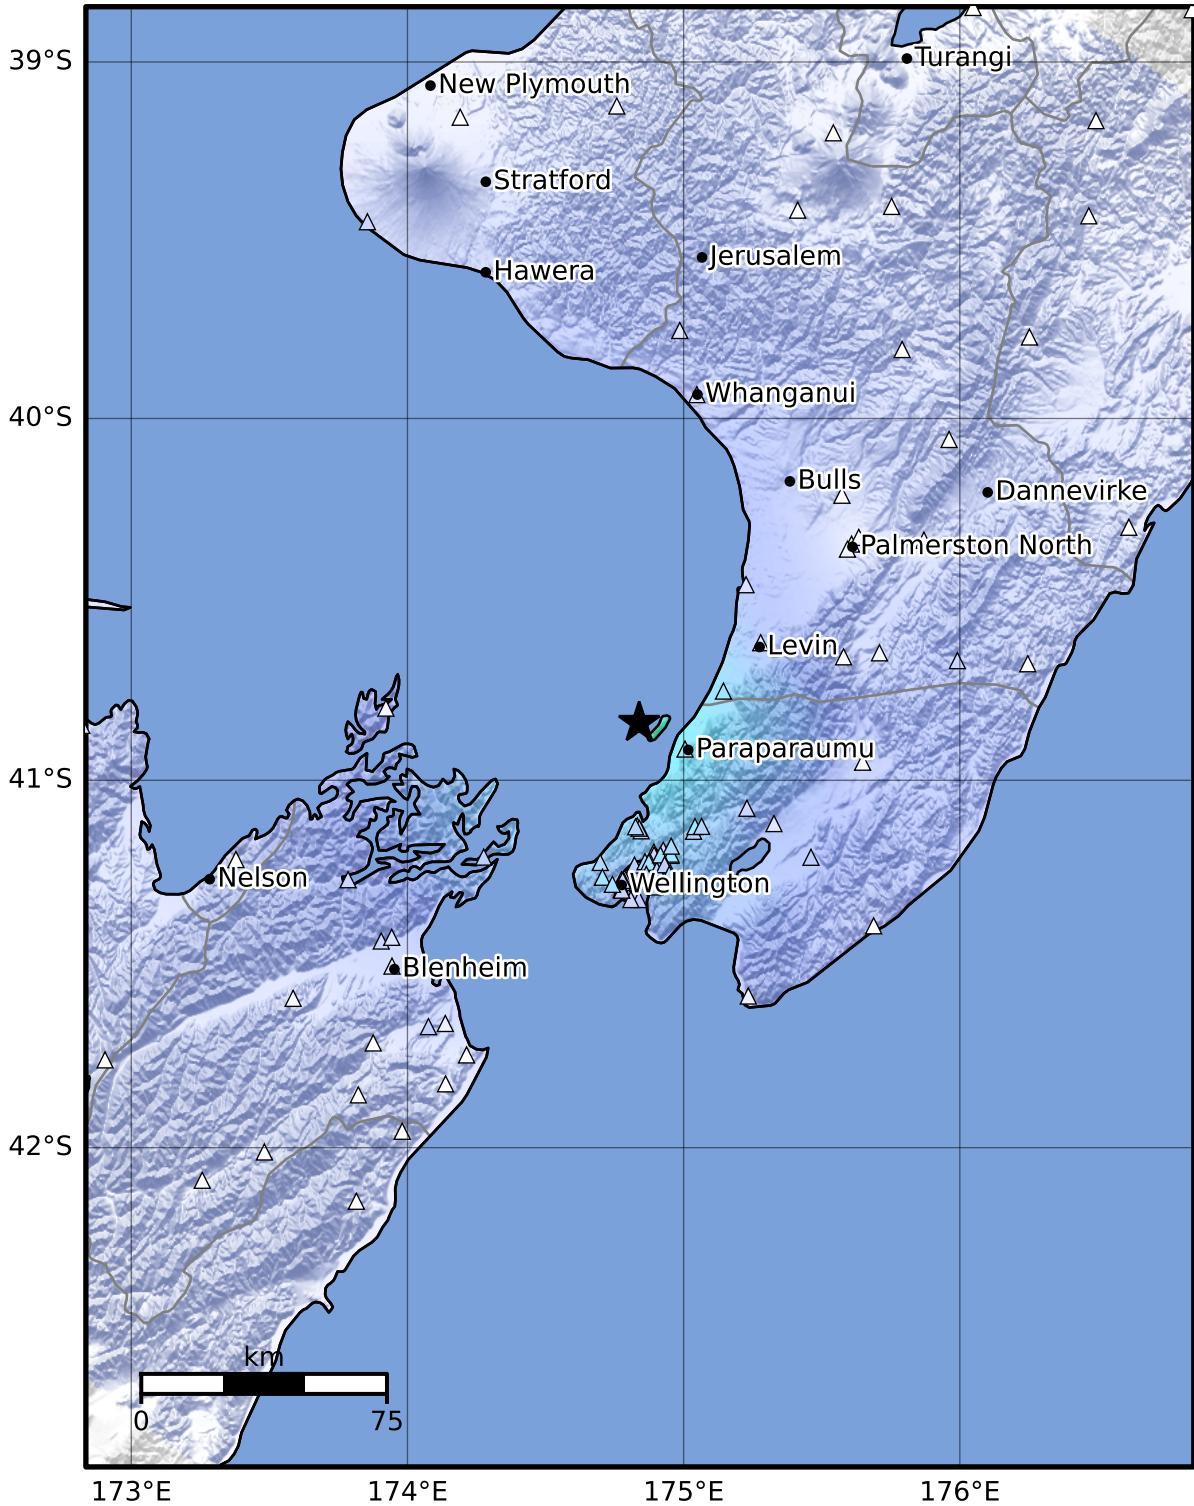 39°S
Turangi
New Plymouth
Stratford
Jerusalem
Hawera
Whanganui
40°S
Bulls
Dannevirke
Palmerston North
Levin
Paraparaumu
41°S
Nelson
Wellington
Blenheim
42°S
km
0 75
173°E 174°E 175°E 176°E